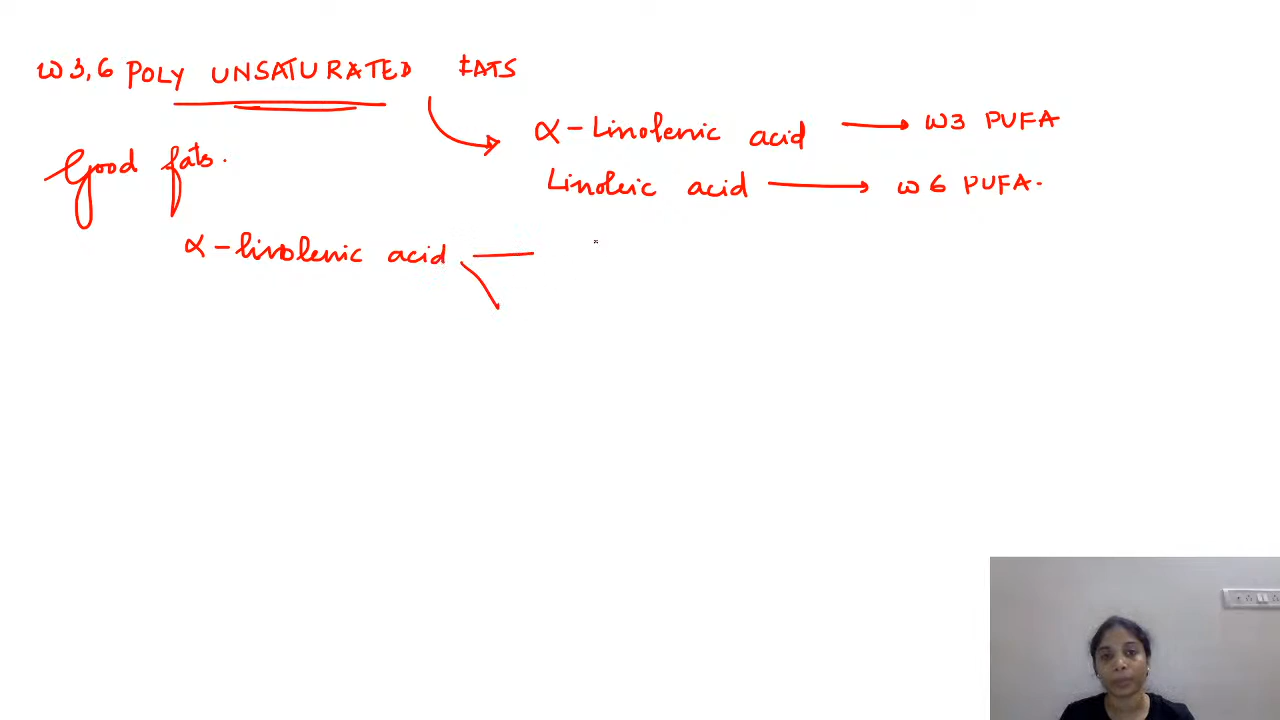 ω3,6 POLY UNSATURATED FATS
α-Linolenic acid → ω3 PUFA
Good fats.
Linoleic acid → ω6 PUFA.
α-linolenic acid